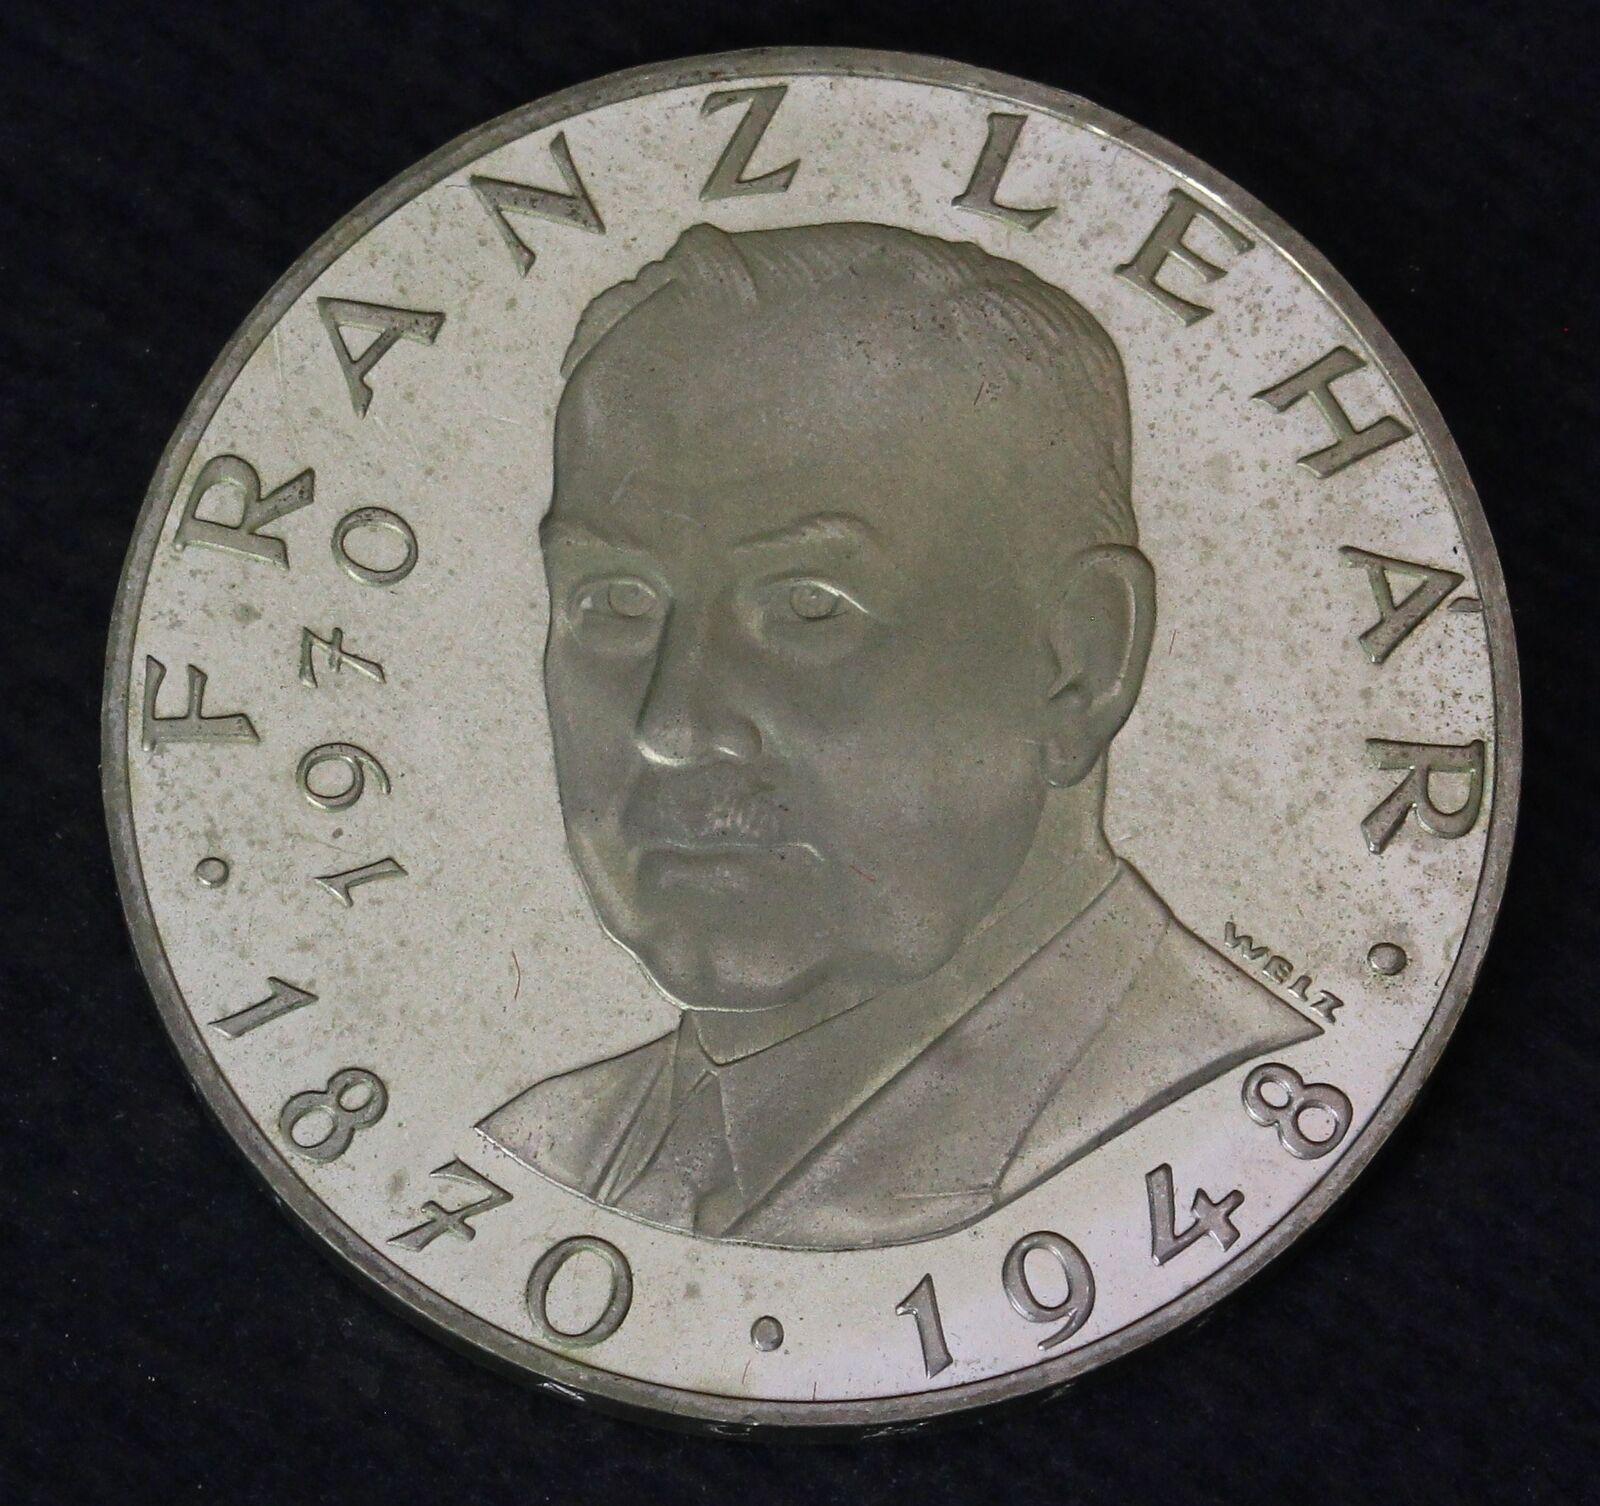 · FRANZ LEHÁR ·
1970
WELZ
1870 · 1948